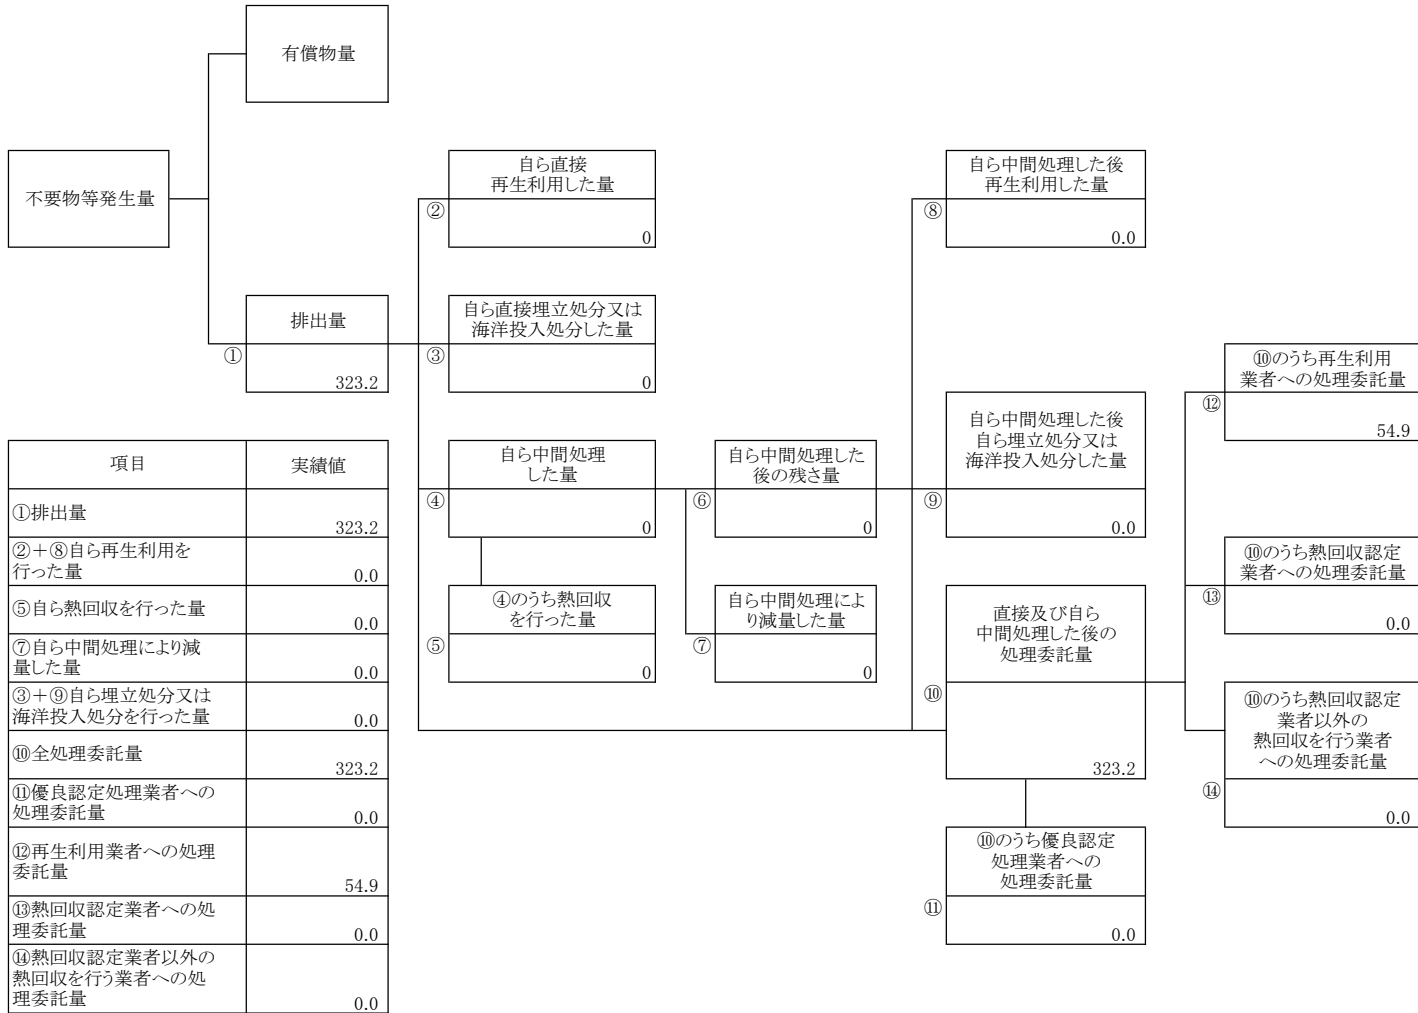 有償物量
不要物等発生量
自ら直接
再生利用した量
②
0
自ら中間処理した後
再生利用した量
⑧
0.0
排出量
①
323.2
自ら直接埋立処分又は
海洋投入処分した量
③
0
⑩のうち再生利用
業者への処理委託量
⑫
54.9
自ら中間処理
した量
④
0
自ら中間処理した
後の残さ量
⑥
0
自ら中間処理した後
自ら埋立処分又は
海洋投入処分した量
⑨
0.0
⑩のうち熱回収認定
業者への処理委託量
⑬
0.0
④のうち熱回収
を行った量
⑤
0
自ら中間処理によ
り減量した量
⑦
0
直接及び自ら
中間処理した後の
処理委託量
⑩
323.2
⑩のうち熱回収認定
業者以外の
熱回収を行う業者
への処理委託量
⑭
0.0
⑩のうち優良認定
処理業者への
処理委託量
⑪
0.0
項目
実績値
①排出量
323.2
②＋⑧自ら再生利用を
行った量
0.0
⑤自ら熱回収を行った量
0.0
⑦自ら中間処理により減
量した量
0.0
③＋⑨自ら埋立処分又は
海洋投入処分を行った量
0.0
⑩全処理委託量
323.2
⑪優良認定処理業者への
処理委託量
0.0
⑫再生利用業者への処理
委託量
54.9
⑬熱回収認定業者への処
理委託量
0.0
⑭熱回収認定業者以外の
熱回収を行う業者への処
理委託量
0.0